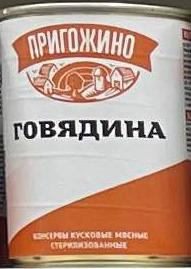 ПРИГОЖИНО
ГОВЯДИНА
КОНСЕРВЫ КУСКОВЫЕ МЯСНЫЕ
СТЕРИЛИЗОВАННЫЕ